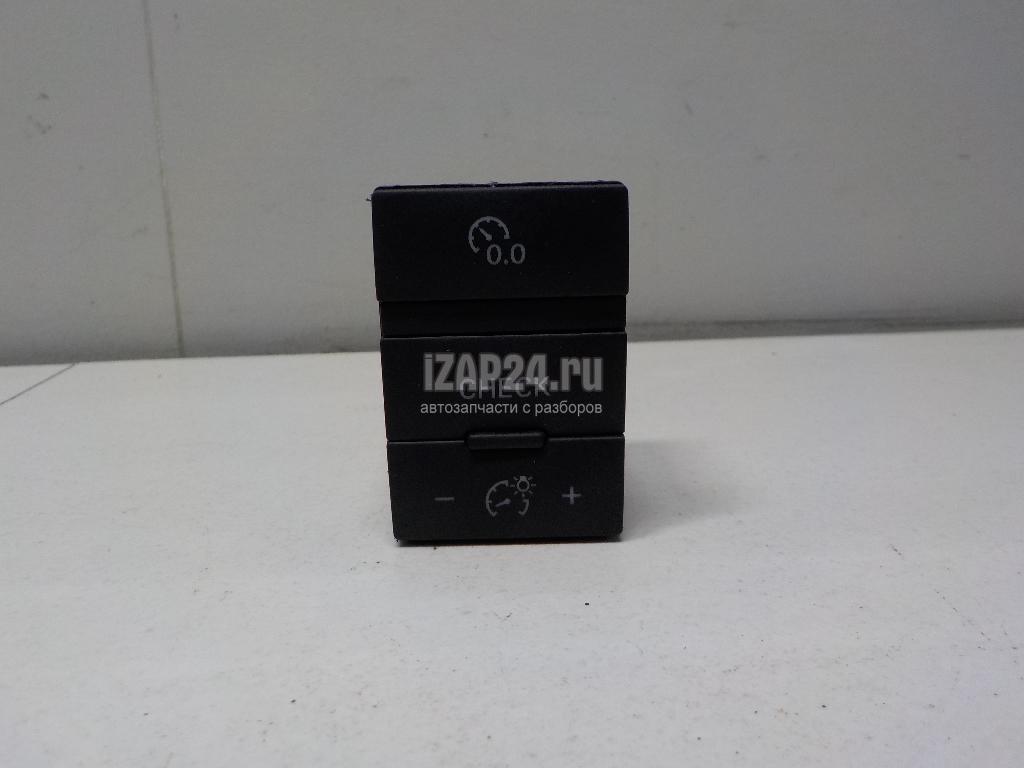 0.0
iZAP24.ru
CHECK
автозапчасти с разборов
− +